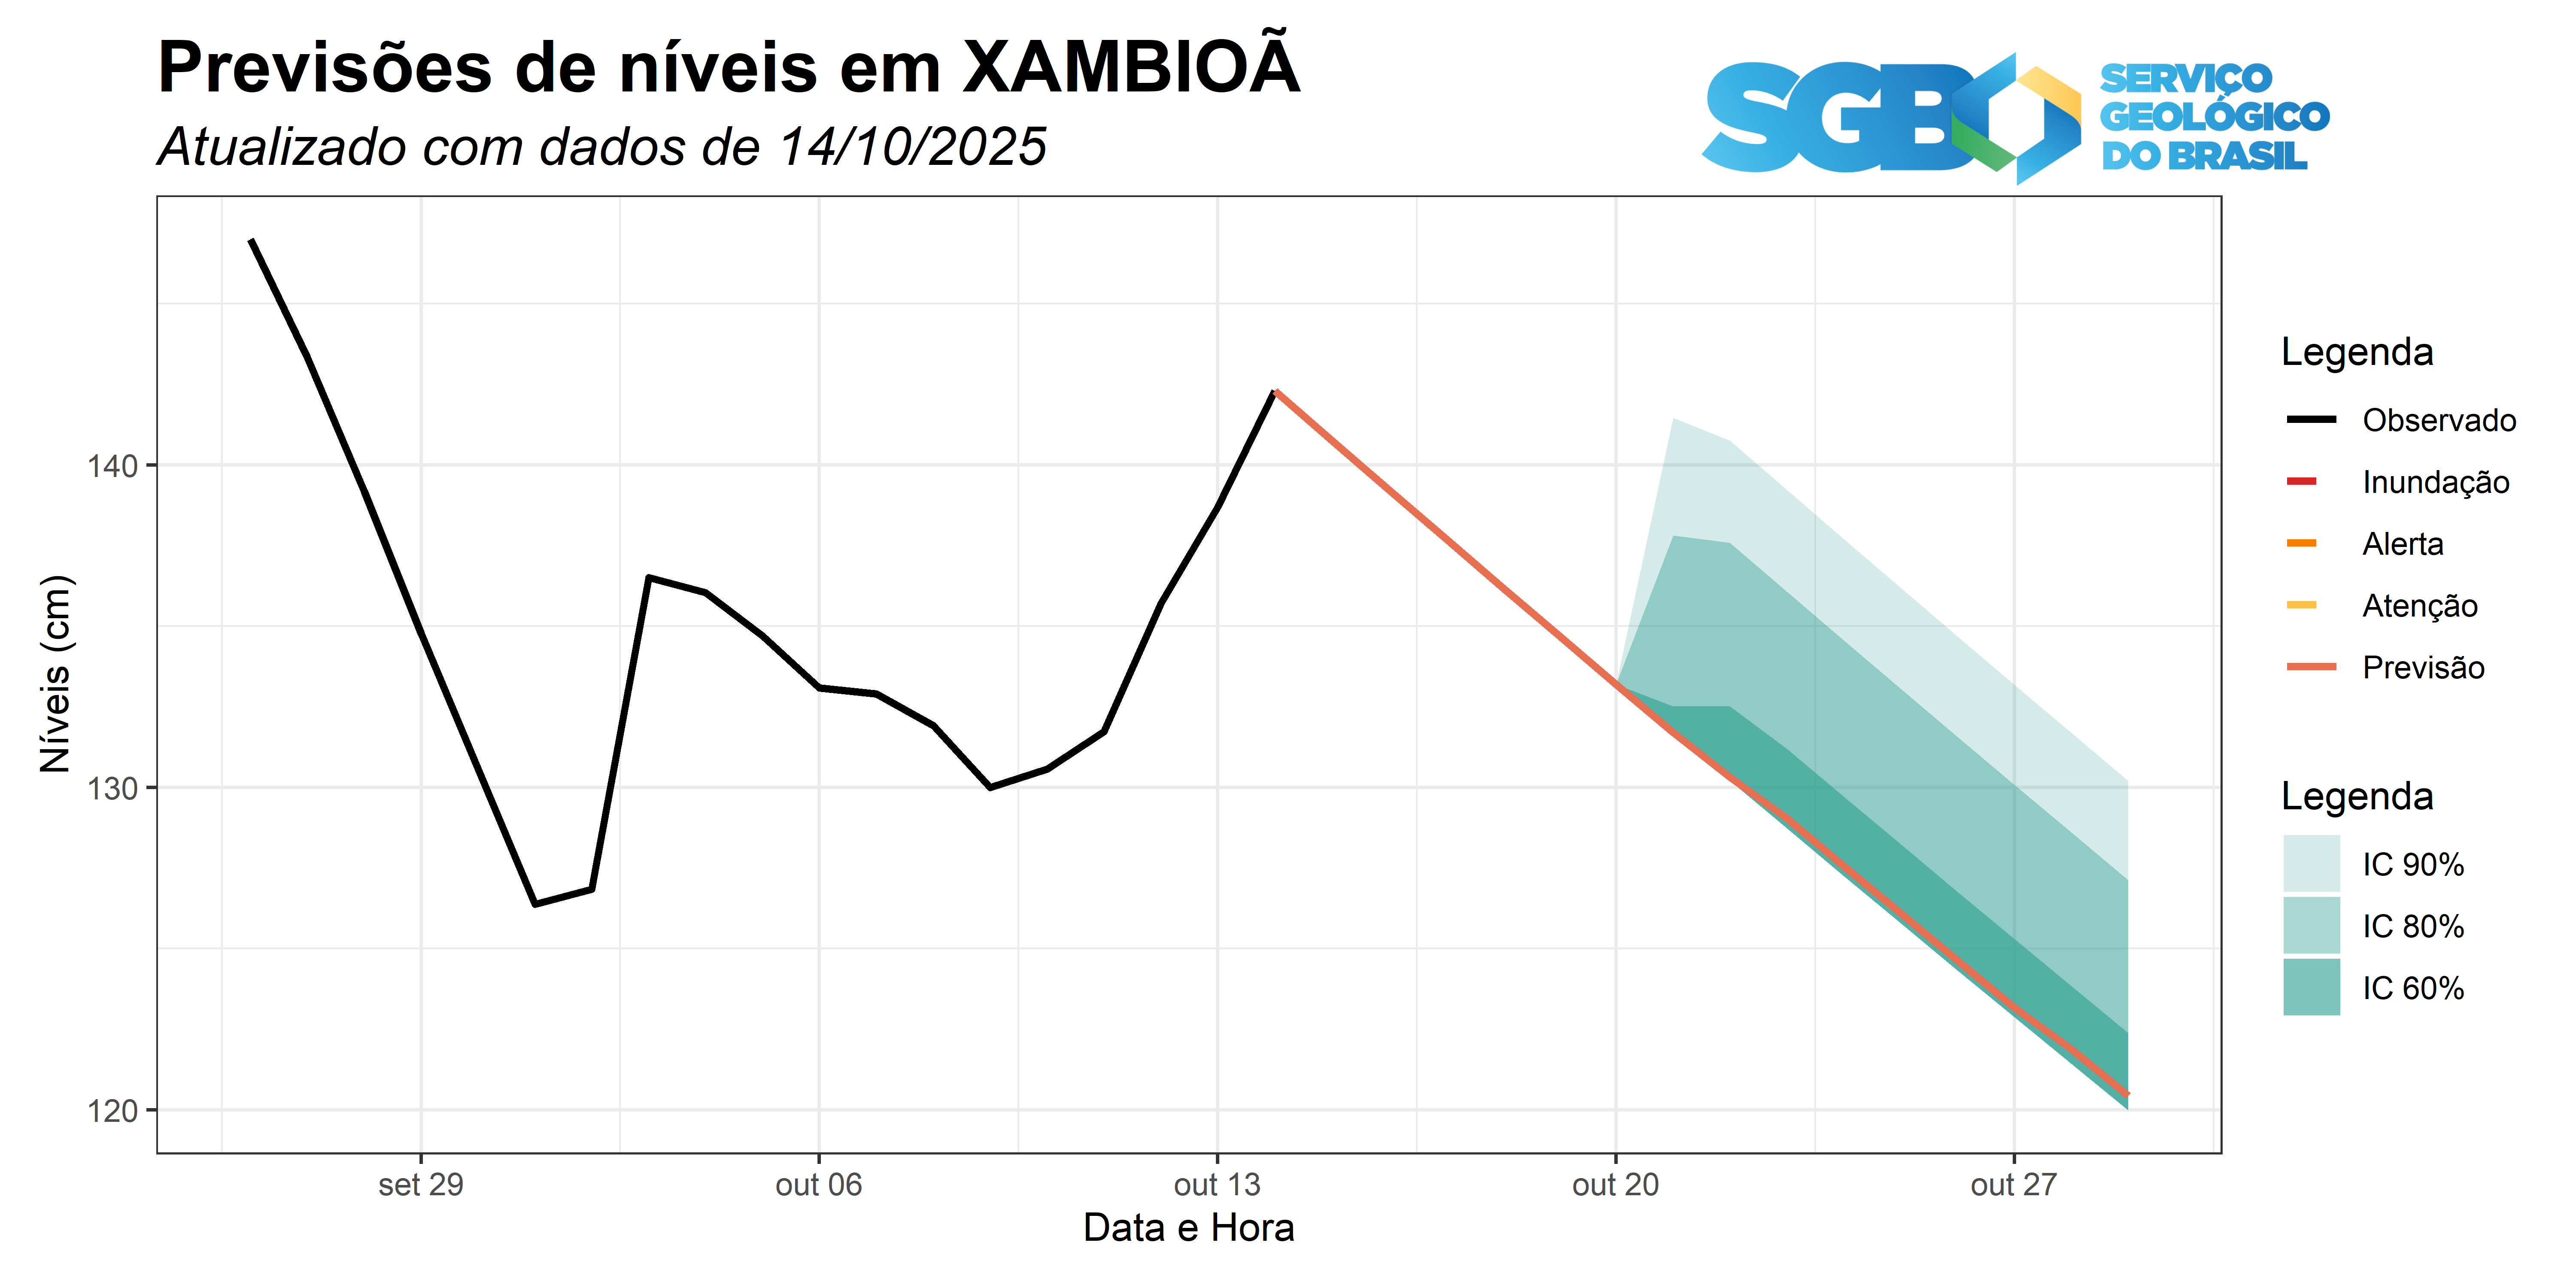 Previsões de níveis em XAMBIOÃ
Atualizado com dados de 14/10/2025
SGB
SERVIÇO
GEOLÓGICO
DO BRASIL
Níveis (cm)
140
130
120
set 29
out 06
out 13
out 20
out 27
Data e Hora
Legenda
Observado
Inundação
Alerta
Atenção
Previsão
Legenda
IC 90%
IC 80%
IC 60%